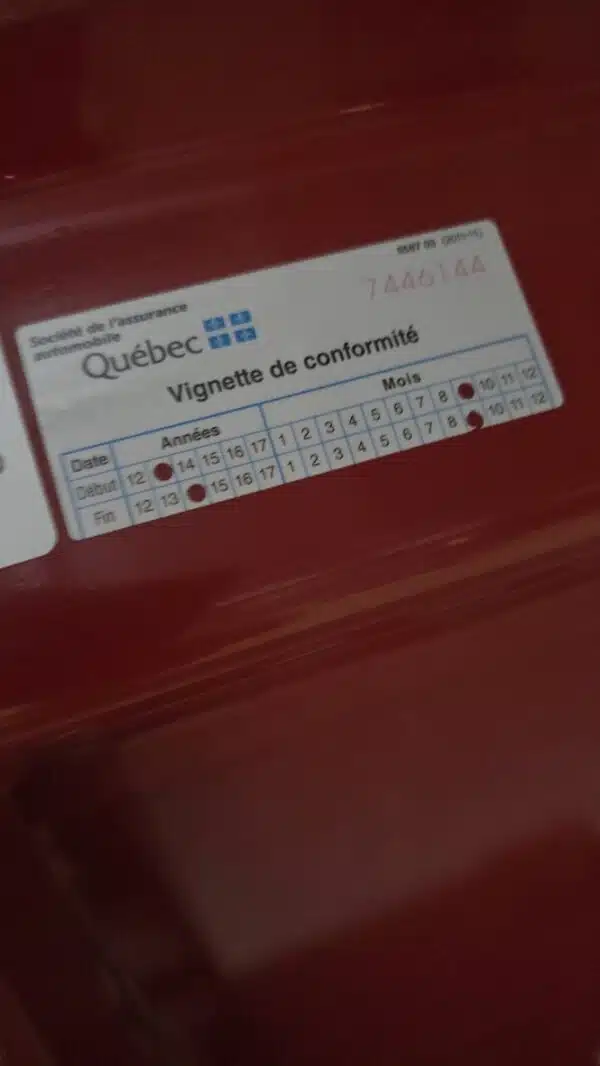 Société de l'assurance
automobile
Québec
7446144
Vignette de conformité
Date Années Mois
Début 12 14 15 16 17 1 2 3 4 5 6 7 8 10 11 12
Fin 12 13 15 16 17 1 2 3 4 5 6 7 8 10 11 12